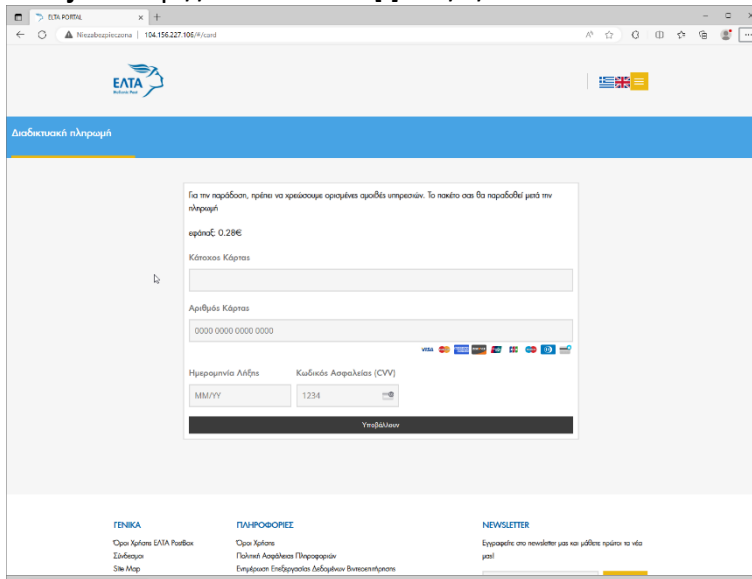 ELTA PORTAL
Niezabezpieczona 104.156.227.106/#/card
ΕΛΤΑ
Hellenic Post
Διαδικτυακή πληρωμή
Για την παράδοση, πρέπει να χρεώσουμε ορισμένες αμοιβές υπηρεσιών. Το πακέτο σας θα παραδοθεί μετά την
πληρωμή
εφάπαξ: 0.28€
Κάτοχος Κάρτας
Αριθμός Κάρτας
0000 0000 0000 0000
VISA
Ημερομηνία Λήξης Κωδικός Ασφαλείας (CVV)
MM/YY 1234
Υποβάλλουν
ΓΕΝΙΚΑ ΠΛΗΡΟΦΟΡΙΕΣ NEWSLETTER
Όροι Χρήσης ΕΛΤΑ PostBox Όροι Χρήσης Εγγραφείτε στο newsletter μας και μάθετε πρώτοι τα νέα
Σύνδεσμοι Πολιτική Ασφάλειας Πληροφοριών μας!
Site Map Ενημέρωση Επεξεργασίας Δεδομένων Βιντεοεπιτήρησης